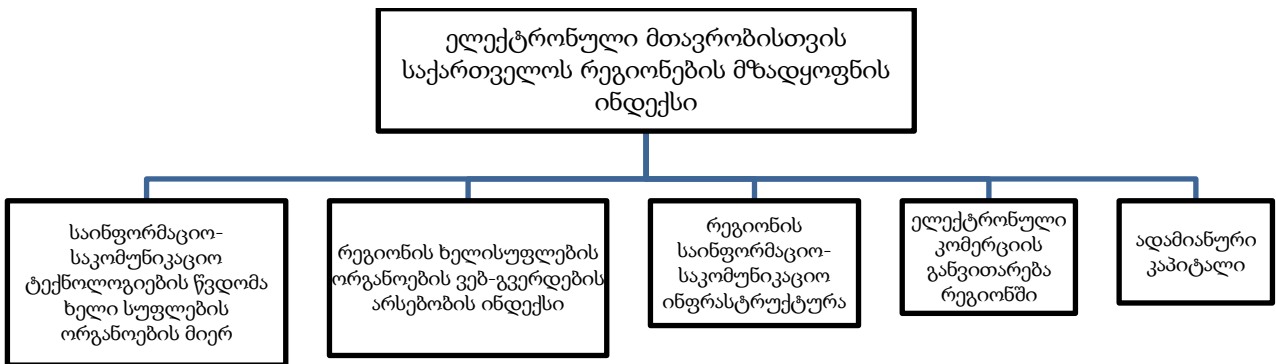 ელექტრონული მთავრობისთვის
საქართველოს რეგიონების მზადყოფნის
ინდექსი
საინფორმაციო-
საკომუნიკაციო
ტექნოლოგიების წვდომა
ხელი სუფლების
ორგანოების მიერ
რეგიონის ხელისუფლების
ორგანოების ვებ-გვერდების
არსებობის ინდექსი
რეგიონის
საინფორმაციო-
საკომუნიკაციო
ინფრასტრუქტურა
ელექტრონული
კომერციის
განვითარება
რეგიონში
ადამიანური
კაპიტალი